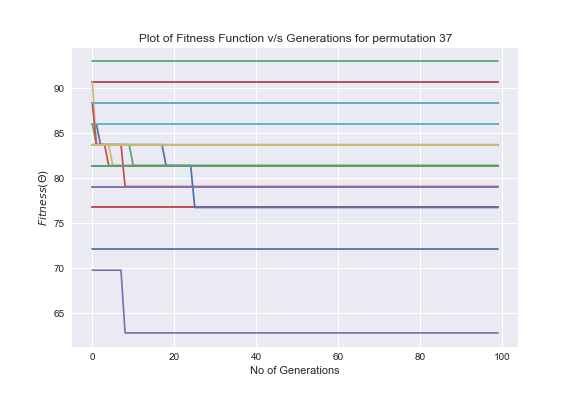 Plot of Fitness Function v/s Generations for permutation 37
90
85
80
75
70
65
Fitness(Θ)
0 20 40 60 80 100
No of Generations